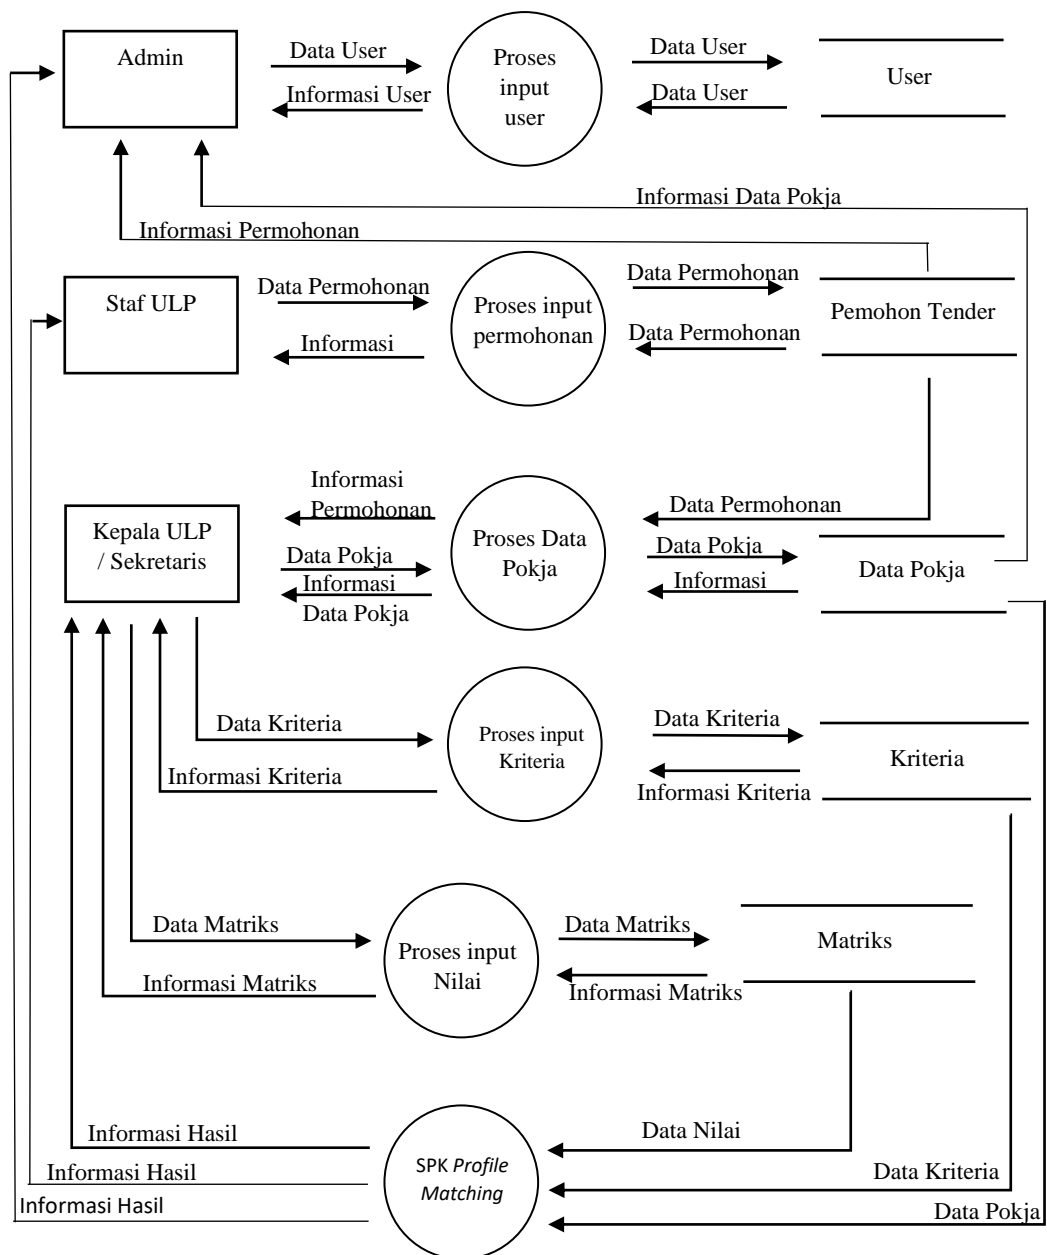 Admin
Data User
Informasi User
Proses
input
user
Data User
Data User
User
Informasi Data Pokja
Informasi Permohonan
Staf ULP
Data Permohonan
Informasi
Proses input
permohonan
Data Permohonan
Data Permohonan
Pemohon Tender
Informasi
Permohonan
Kepala ULP
/ Sekretaris
Data Pokja
Informasi
Data Pokja
Proses Data
Pokja
Data Permohonan
Data Pokja
Informasi
Data Pokja
Data Kriteria
Informasi Kriteria
Proses input
Kriteria
Data Kriteria
Informasi Kriteria
Kriteria
Data Matriks
Informasi Matriks
Proses input
Nilai
Data Matriks
Informasi Matriks
Matriks
Informasi Hasil
Informasi Hasil
Informasi Hasil
SPK Profile
Matching
Data Nilai
Data Kriteria
Data Pokja